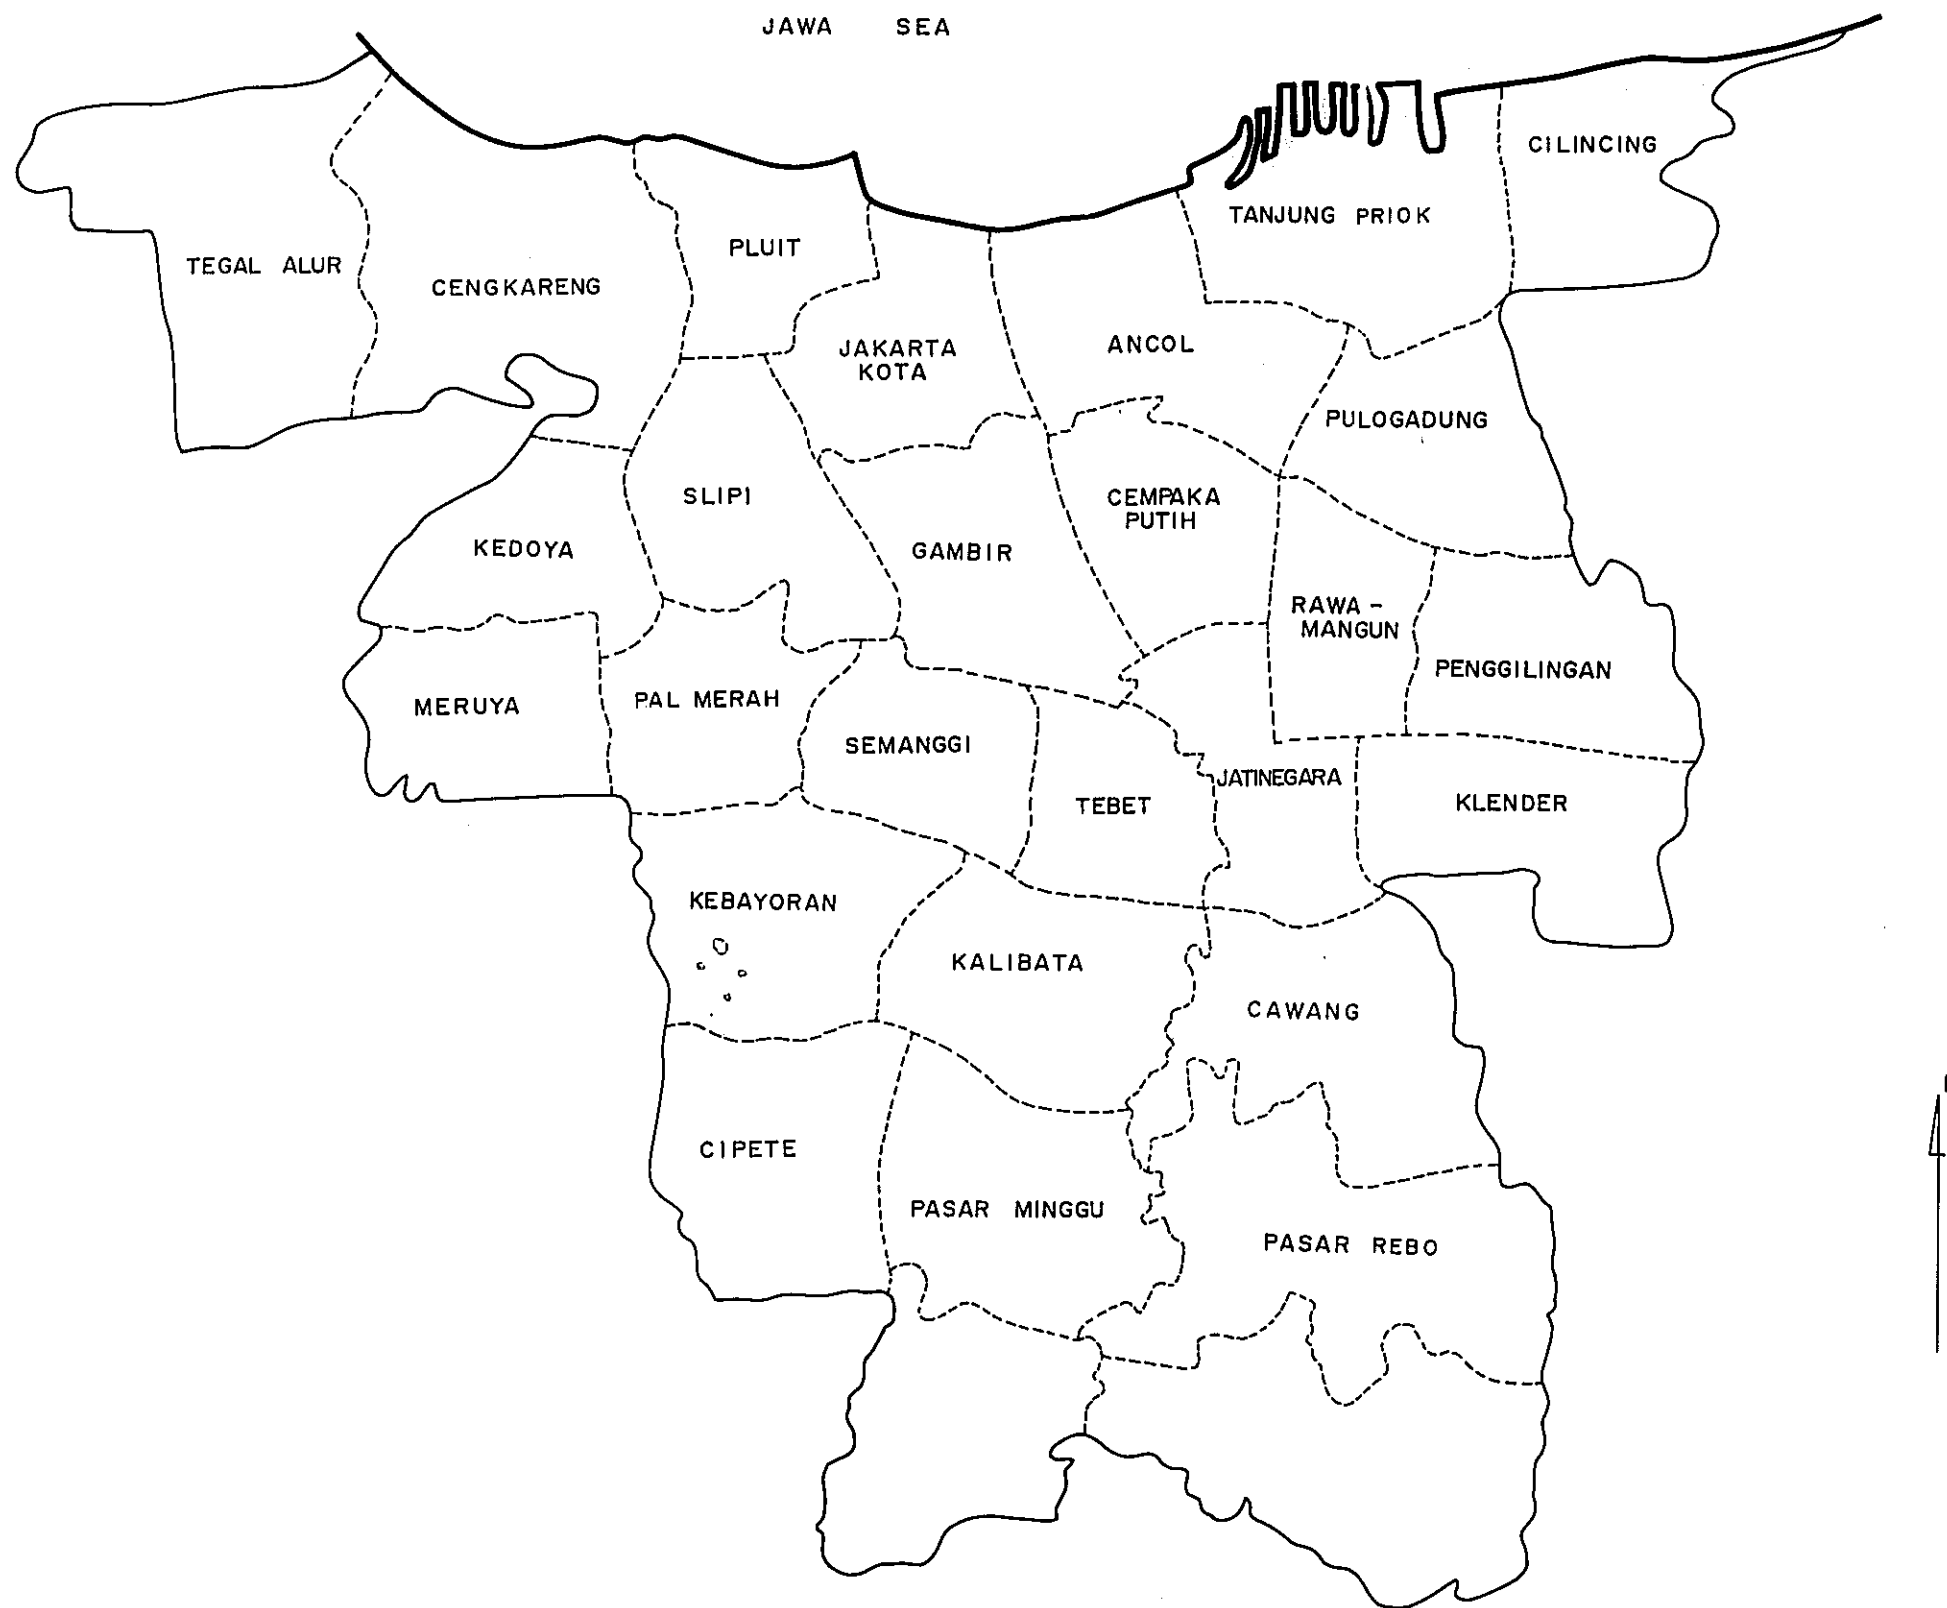 JAWA SEA
CILINCING
TANJUNG PRIOK
PLUIT
TEGAL ALUR
CENGKARENG
JAKARTA
KOTA
ANCOL
PULOGADUNG
SLIPI
CEMPAKA
PUTIH
KEDOYA
GAMBIR
RAWA -
MANGUN
PENGGILINGAN
MERUYA
PAL MERAH
SEMANGGI
JATINEGARA
TEBET
KLENDER
KEBAYORAN
KALIBATA
CAWANG
CIPETE
PASAR MINGGU
PASAR REBO